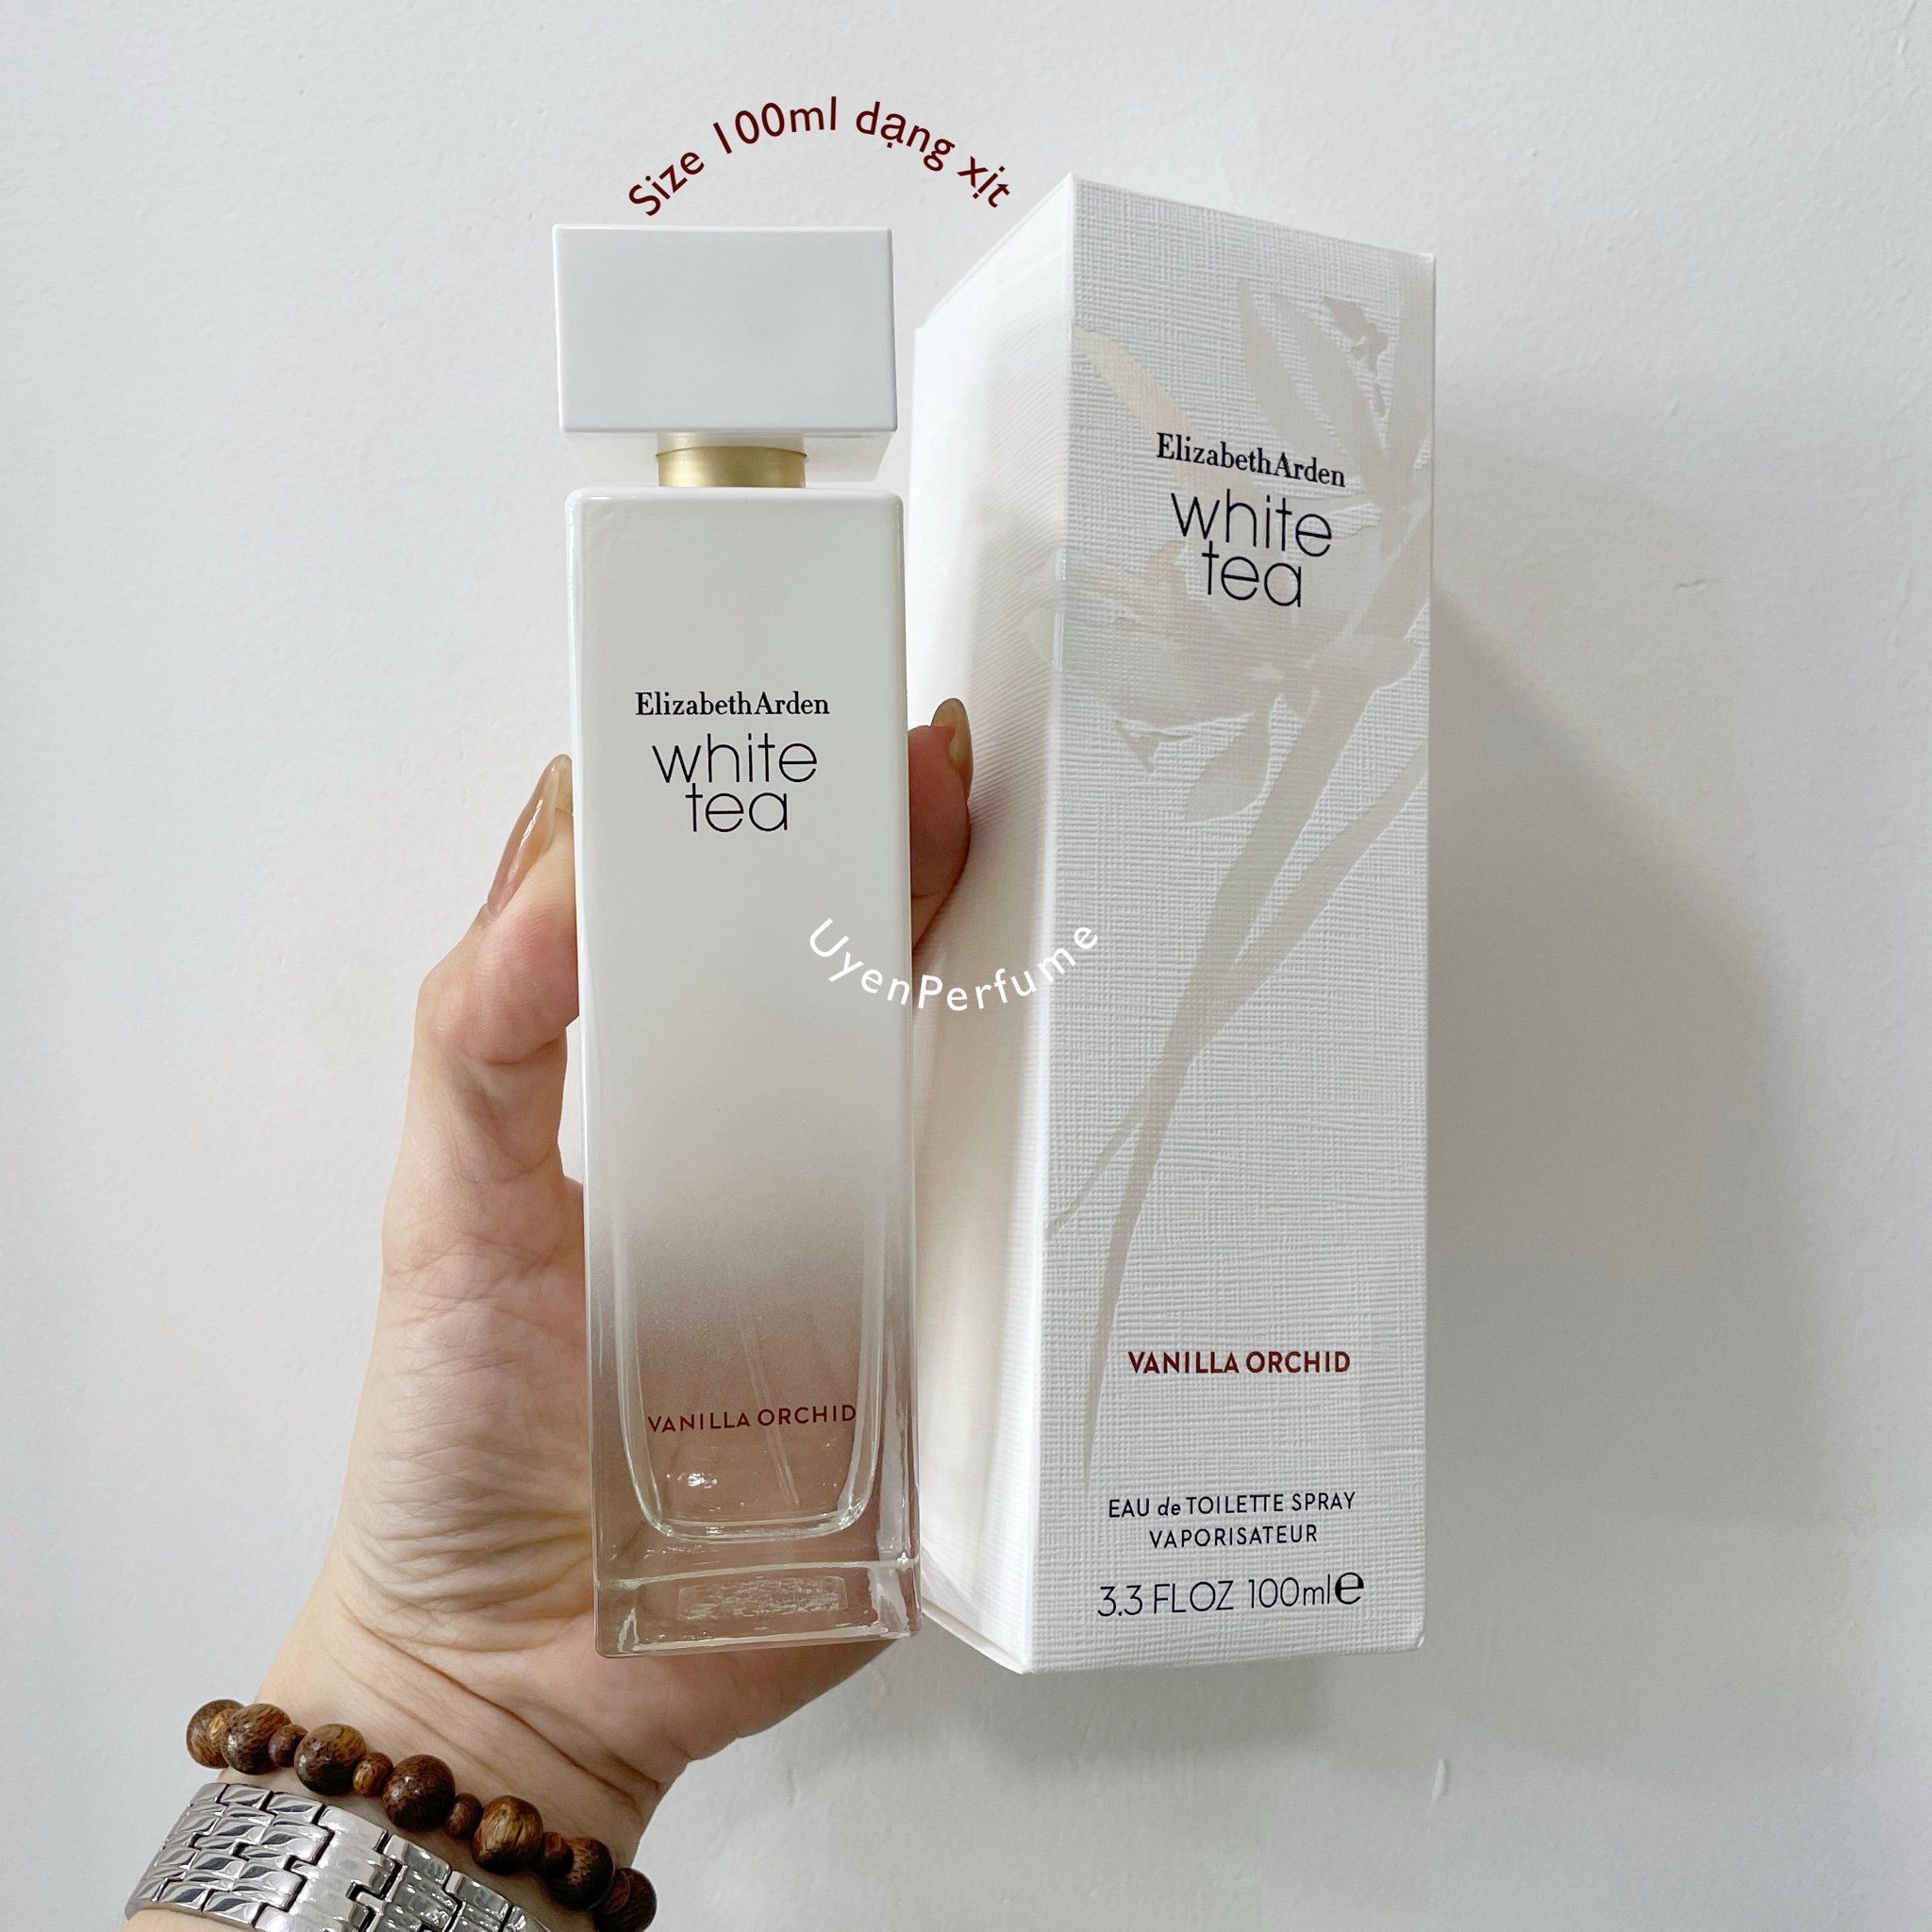 Size 100ml dạng xịt
ElizabethArden
white
tea
VANILLA ORCHID
UyenPerfume
ElizabethArden
white
tea
VANILLA ORCHID
EAU de TOILETTE SPRAY
VAPORISATEUR
3.3 FL OZ 100ml e